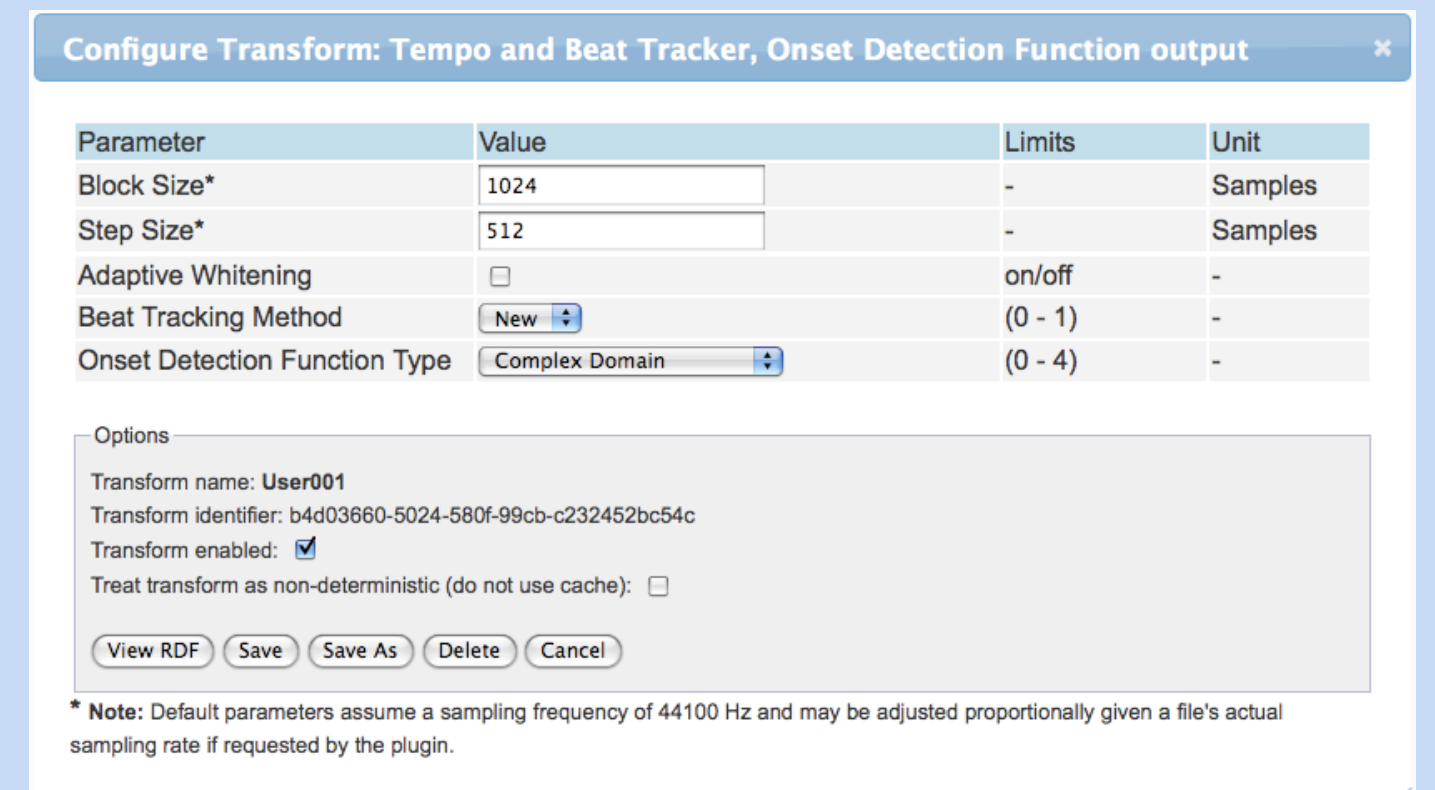 Configure Transform: Tempo and Beat Tracker, Onset Detection Function output ×
Parameter Value Limits Unit
Block Size* 1024 - Samples
Step Size* 512 - Samples
Adaptive Whitening on/off -
Beat Tracking Method New (0 - 1) -
Onset Detection Function Type Complex Domain (0 - 4) -
Options
Transform name: User001
Transform identifier: b4d03660-5024-580f-99cb-c232452bc54c
Transform enabled:
Treat transform as non-deterministic (do not use cache):
View RDF Save Save As Delete Cancel
* Note: Default parameters assume a sampling frequency of 44100 Hz and may be adjusted proportionally given a file's actual
sampling rate if requested by the plugin.